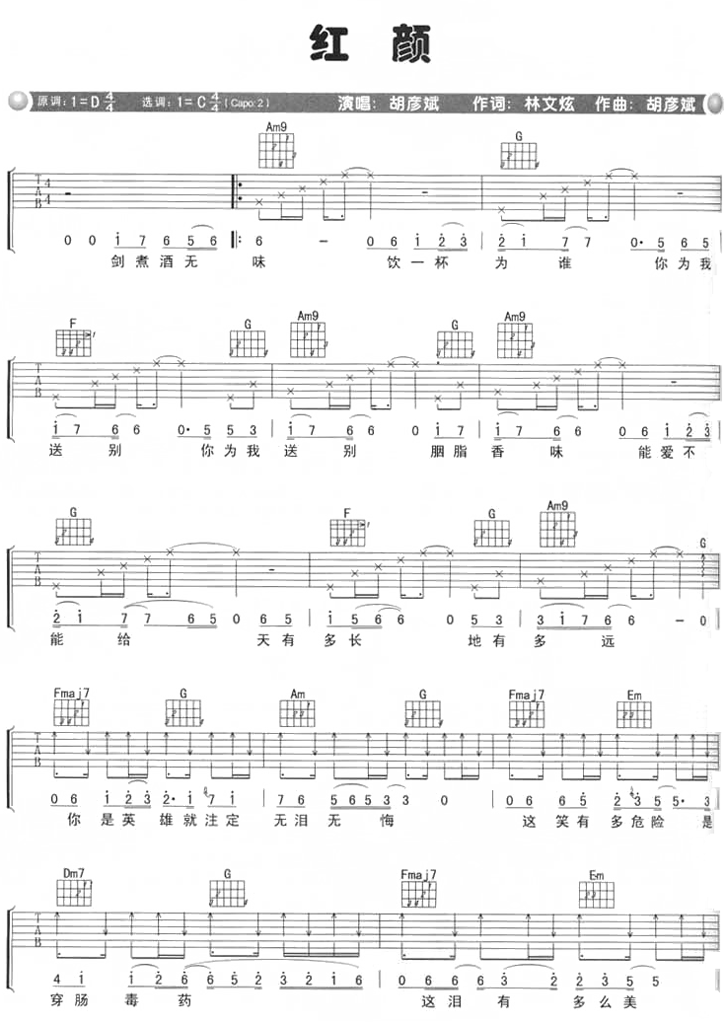 红 颜
原调：1=D 4/4 选调：1=C 4/4 (Capo:2) 演唱：胡彦斌 作词：林文炫 作曲：胡彦斌
Am9 G
T A B 4 4
0 0 i 7 6 5 6 6 - 0 6 i 2 3 2 i 7 7 0· 5 6 5
剑煮酒无 味 饮一杯 为 谁 你为我
F G Am9 G Am9
T A B
i 7 6 6 0· 5 5 3 i 7 6 6 0 i 7 i 7 6 6 0 6 i 2 3
送 别 你为我 送 别 胭脂 香 味 能爱不
G F G Am9 G
T A B
2 i 7 7 6 5 0 6 5 i 5 6 6 0 5 3 3 i 7 6 6 - 0
能 给 天有 多长 地有 多 远
Fmaj7 G Am G Fmaj7 Em
T A B
0 6 i 2 3 2· i 7 i 7 6 5 6 5 3 3 0 0 6 6 5 2 3 5 5· 3
你 是英 雄就注定 无泪无 悔 这 笑有 多危险 是
Dm7 G Fmaj7 Em
T A B
4 i i 2 6 6 5 2 3 2 1 6 0 6 6 6 3 2 2 3 5 5
穿肠 毒 药 这泪 有 多么美